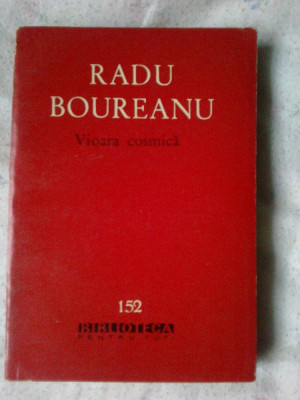 RADU
BOUREANU
Vioara cosmică
152
BIBLIOTECA
PENTRU TOȚI